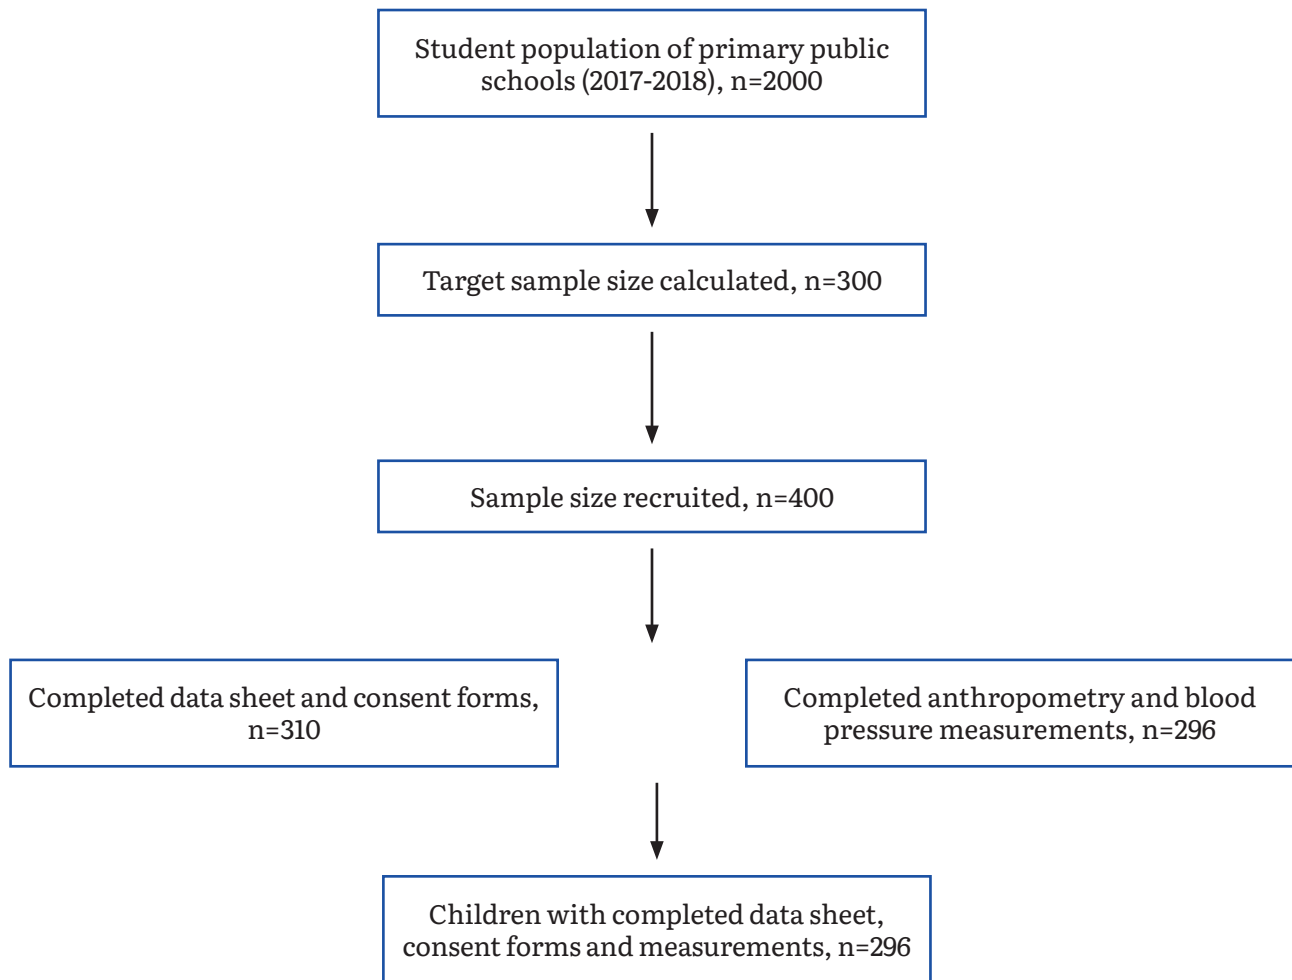 Student population of primary public
schools (2017-2018), n=2000
Target sample size calculated, n=300
Sample size recruited, n=400
Completed data sheet and consent forms,
n=310
Completed anthropometry and blood
pressure measurements, n=296
Children with completed data sheet,
consent forms and measurements, n=296